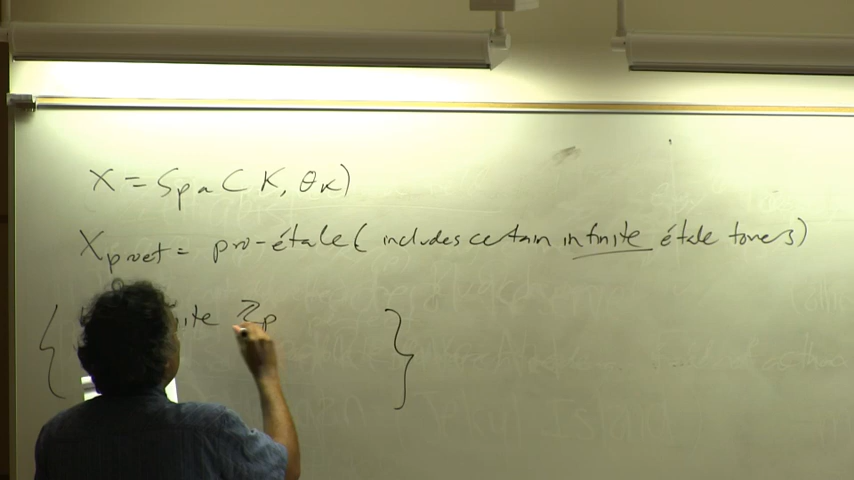 X = Spa(K, θK)
Xproet = pro-étale (includes certain infinite étale towers)
{ ite ℤp }